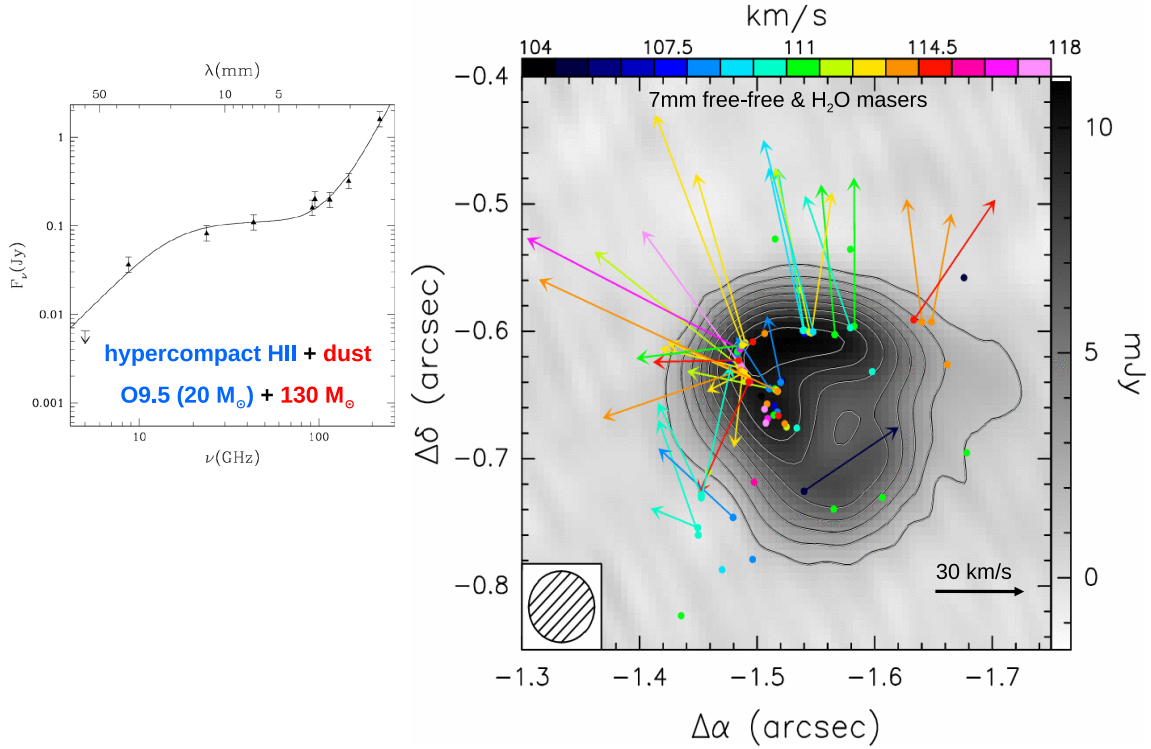 λ(mm)
50 10 5
1
0.1
0.01
0.001
F_ν(Jy)
hypercompact HII + dust
O9.5 (20 M⊙) + 130 M⊙
10 100
ν(GHz)
km/s
104 107.5 111 114.5 118
7mm free-free & H₂O masers
−0.4
−0.5
−0.6
−0.7
−0.8
Δδ (arcsec)
30 km/s
10
5
0
mJy
−1.3 −1.4 −1.5 −1.6 −1.7
Δα (arcsec)